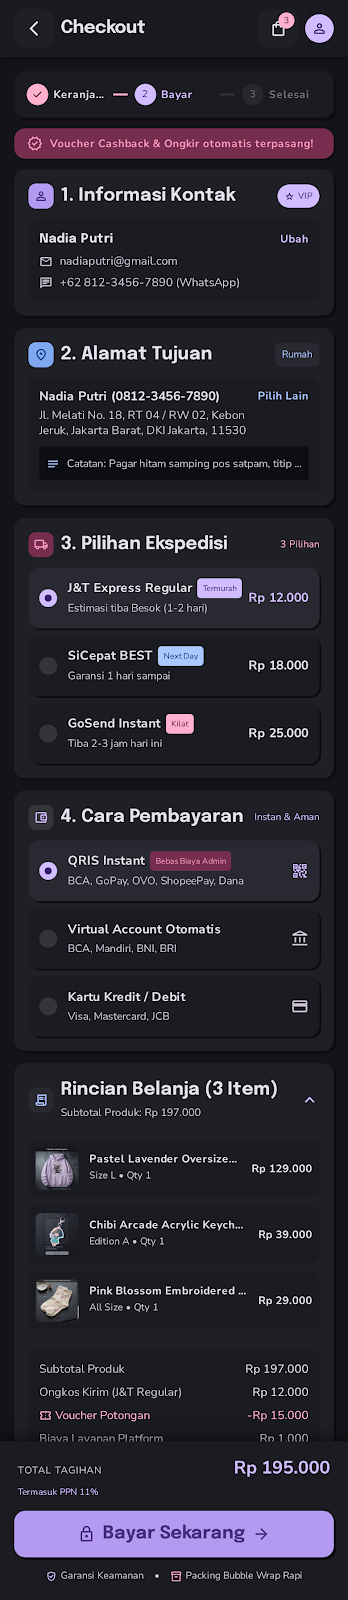 Checkout
3
Keranja...
2
Bayar
3
Selesai
Voucher Cashback & Ongkir otomatis terpasang!
1. Informasi Kontak
VIP
Nadia Putri
Ubah
nadiaputri@gmail.com
+62 812-3456-7890 (WhatsApp)
2. Alamat Tujuan
Rumah
Nadia Putri (0812-3456-7890)
Pilih Lain
Jl. Melati No. 18, RT 04 / RW 02, Kebon
Jeruk, Jakarta Barat, DKI Jakarta, 11530
Catatan: Pagar hitam samping pos satpam, titip ...
3. Pilihan Ekspedisi
3 Pilihan
J&T Express Regular
Termurah
Rp 12.000
Estimasi tiba Besok (1-2 hari)
SiCepat BEST
Next Day
Rp 18.000
Garansi 1 hari sampai
GoSend Instant
Kilat
Rp 25.000
Tiba 2-3 jam hari ini
4. Cara Pembayaran
Instan & Aman
QRIS Instant
Bebas Biaya Admin
BCA, GoPay, OVO, ShopeePay, Dana
Virtual Account Otomatis
BCA, Mandiri, BNI, BRI
Kartu Kredit / Debit
Visa, Mastercard, JCB
Rincian Belanja (3 Item)
Subtotal Produk: Rp 197.000
Pastel Lavender Oversize...
Rp 129.000
Size L • Qty 1
Chibi Arcade Acrylic Keych...
Rp 39.000
Edition A • Qty 1
Pink Blossom Embroidered ...
Rp 29.000
All Size • Qty 1
Subtotal Produk
Rp 197.000
Ongkos Kirim (J&T Regular)
Rp 12.000
Voucher Potongan
-Rp 15.000
Biaya Layanan Platform
Rp 1.000
TOTAL TAGIHAN
Rp 195.000
Termasuk PPN 11%
Bayar Sekarang
Garansi Keamanan
•
Packing Bubble Wrap Rapi